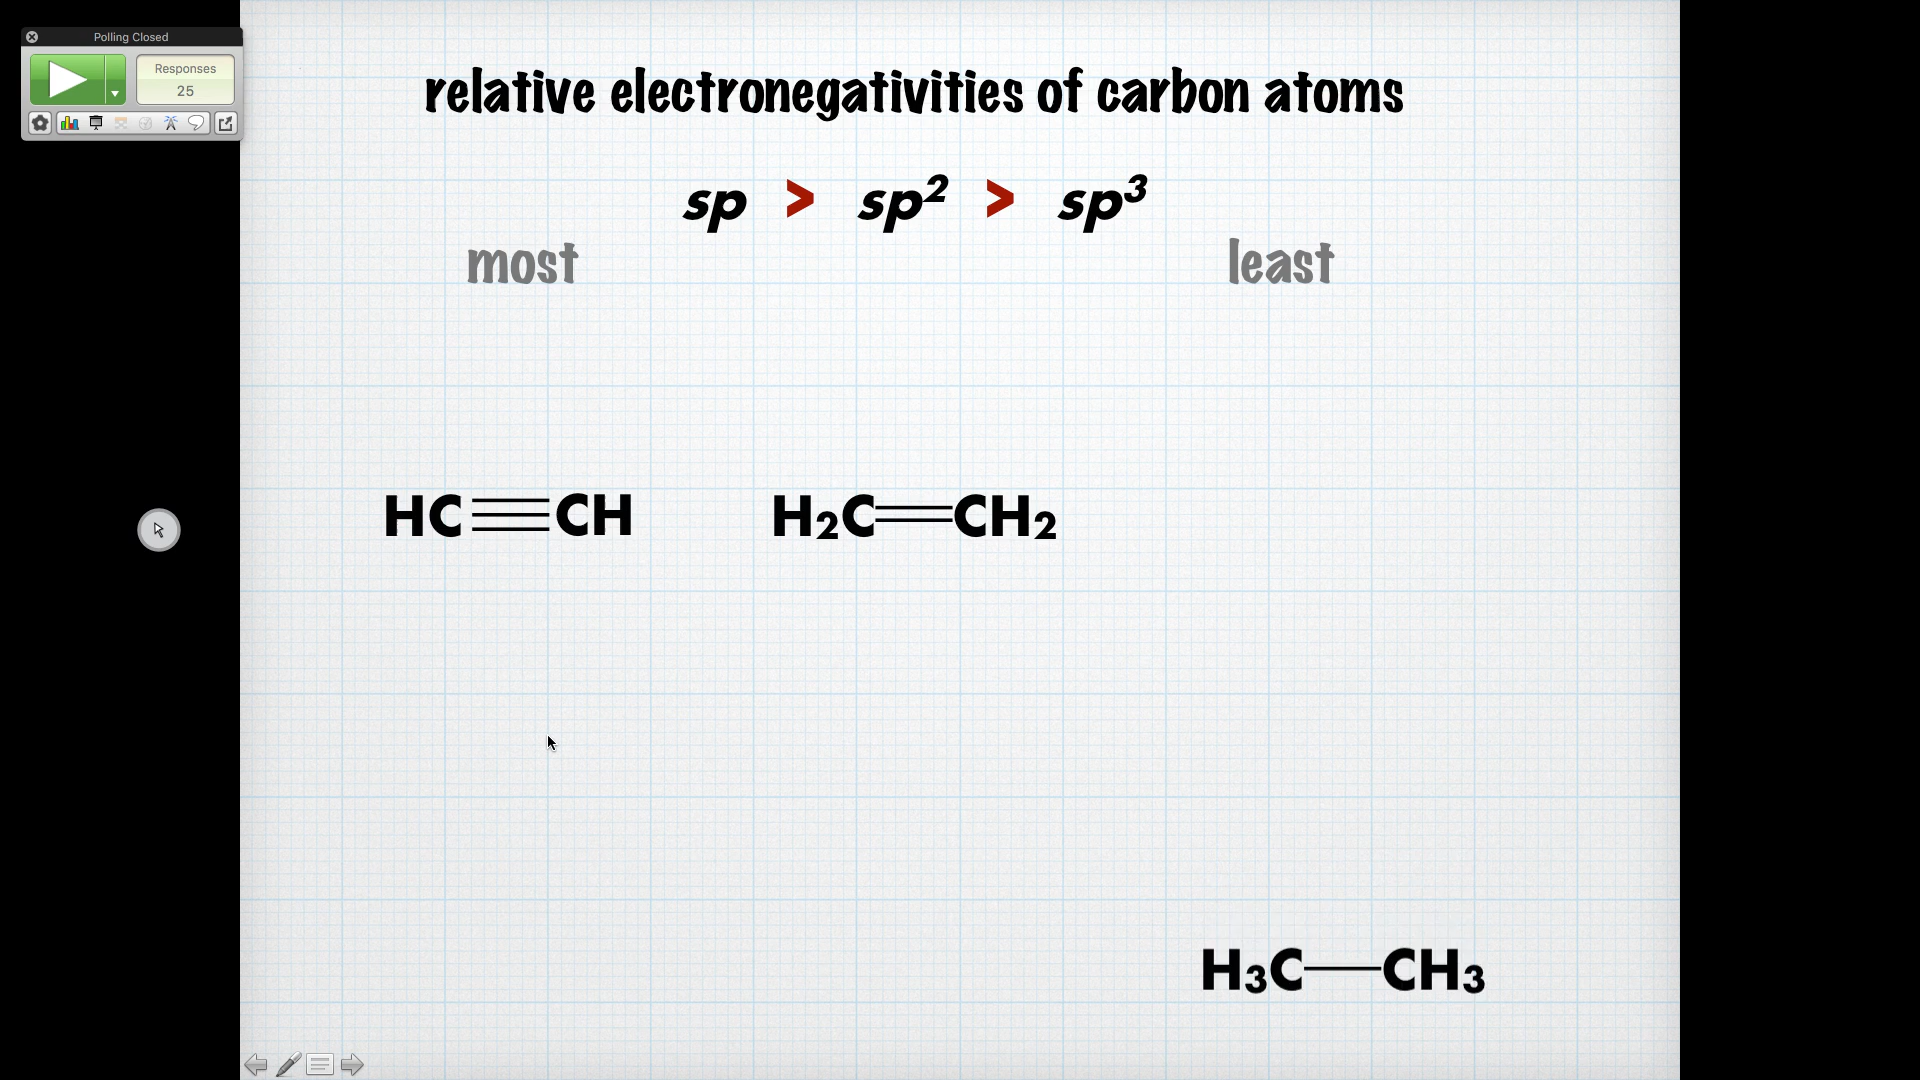 Polling Closed
Responses
25
relative electronegativities of carbon atoms
sp > sp² > sp³
most least
HC≡CH H₂C=CH₂
H₃C—CH₃